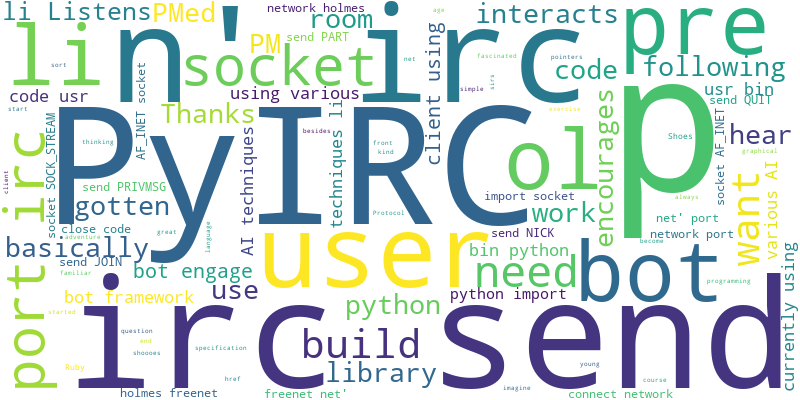 li Listens PMed room network holmes send PART interacts pre
li n' irc p
socket PM using various code following
code usr usr bin send QUIT
Thanks client using hear
port irc PyIRC ol encourages
socket SOCK_STREAM AF_INET socket AI techniques techniques li socket AF_INET
send PRIVMSG gotten import socket work net' port
close code send JOIN basically user send NICK network port want various AI
bot engage bin python need bot
bot framework use python python import
irc send build library currently using
holmes freenet freenet net' connect network
sort start client thinking adventure familiar started great language
Ruby question end shoooes specification href
besides front kind Protocol net age fascinated simple sira pointers
imagine young course become always Shoes programming graphical exercise